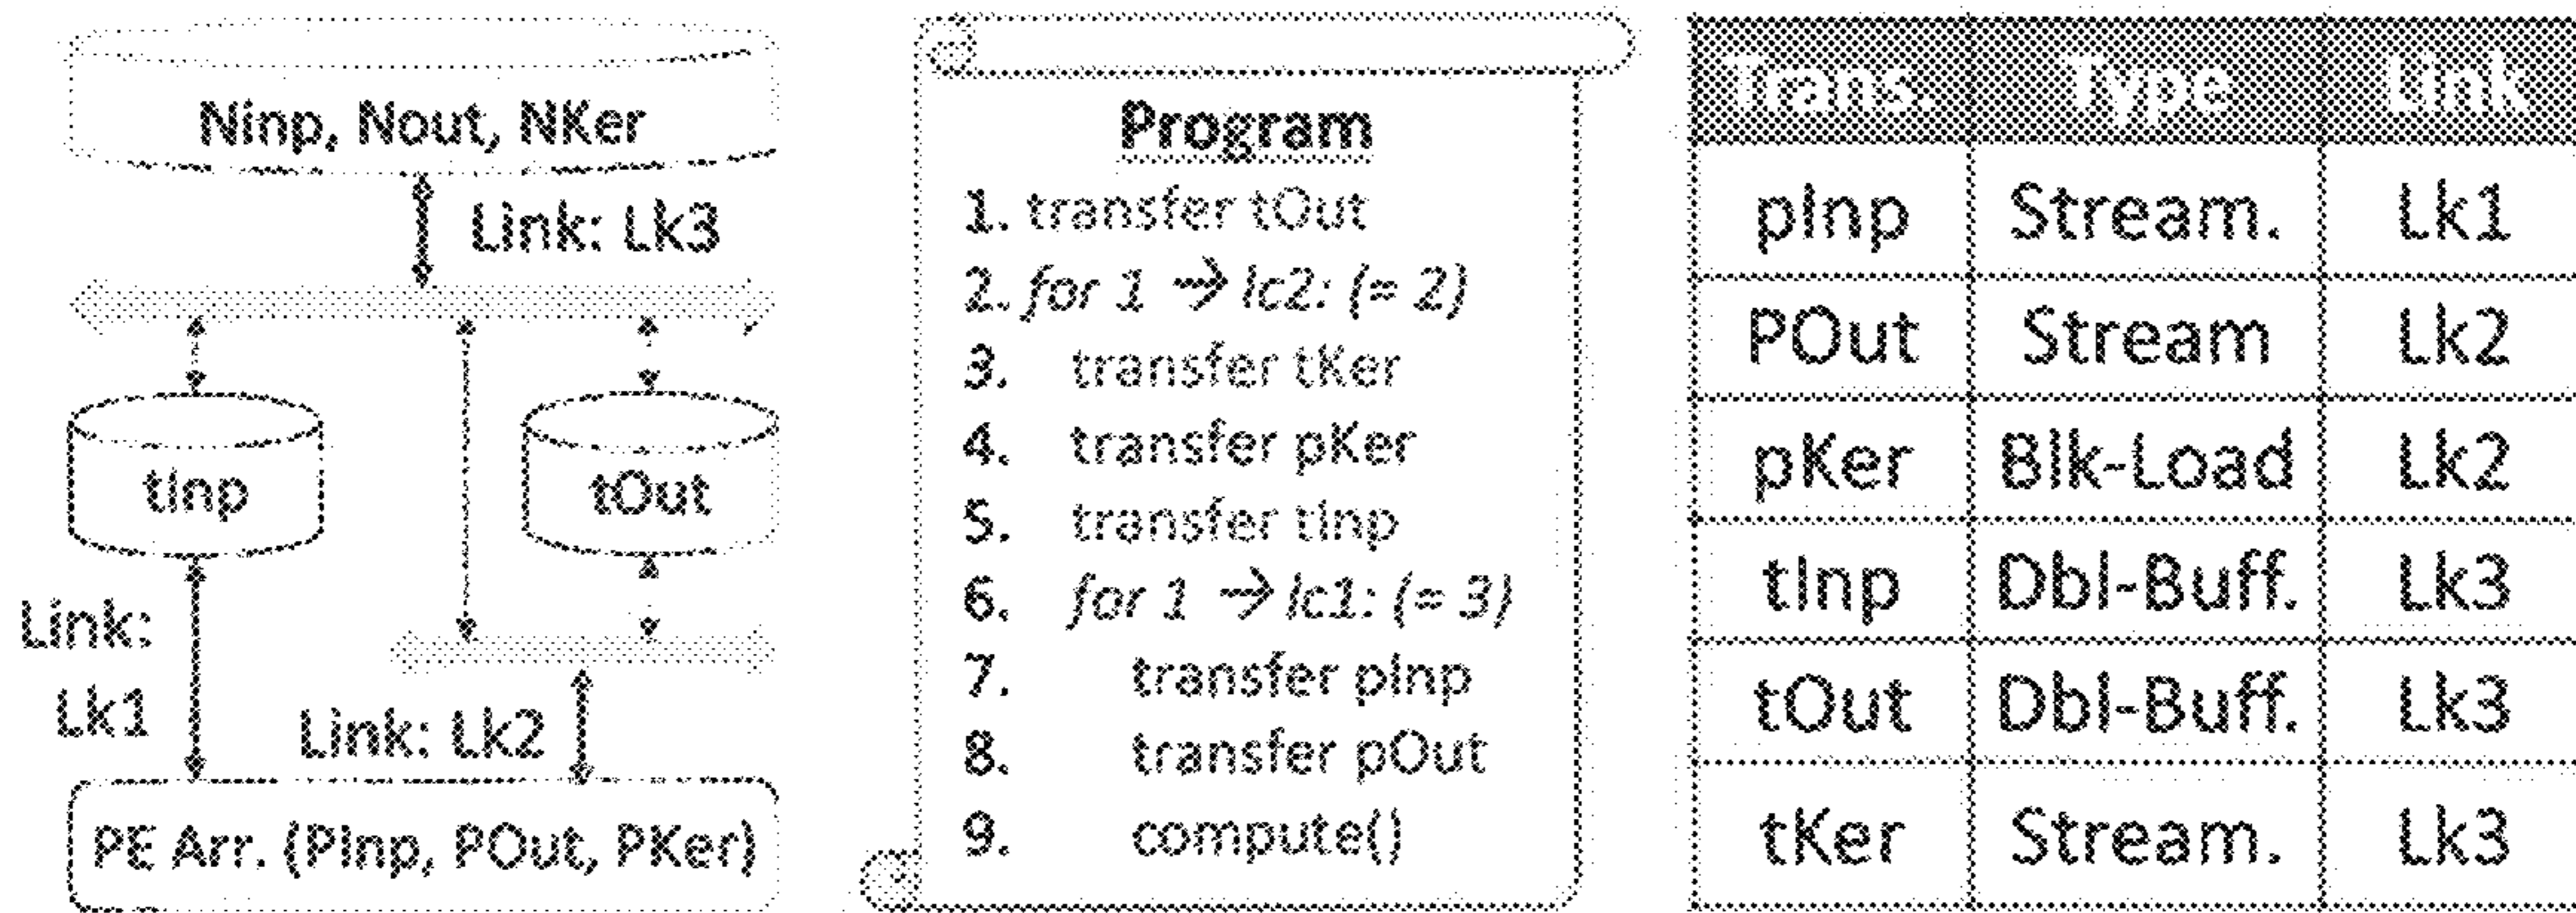 Ninp, Nout, NKer
Link: Lk3
tInp
tOut
Link:
Lk1
Link: Lk2
PE Arr. (PInp, POut, PKer)
Program
1. transfer tOut
2. for 1 → lc2: (= 2)
3. transfer tKer
4. transfer pKer
5. transfer tInp
6. for 1 → lc1: (= 3)
7. transfer pInp
8. transfer pOut
9. compute()
Trans. Type Link
pInp Stream. Lk1
POut Stream Lk2
pKer Blk-Load Lk2
tInp Dbl-Buff. Lk3
tOut Dbl-Buff. Lk3
tKer Stream. Lk3